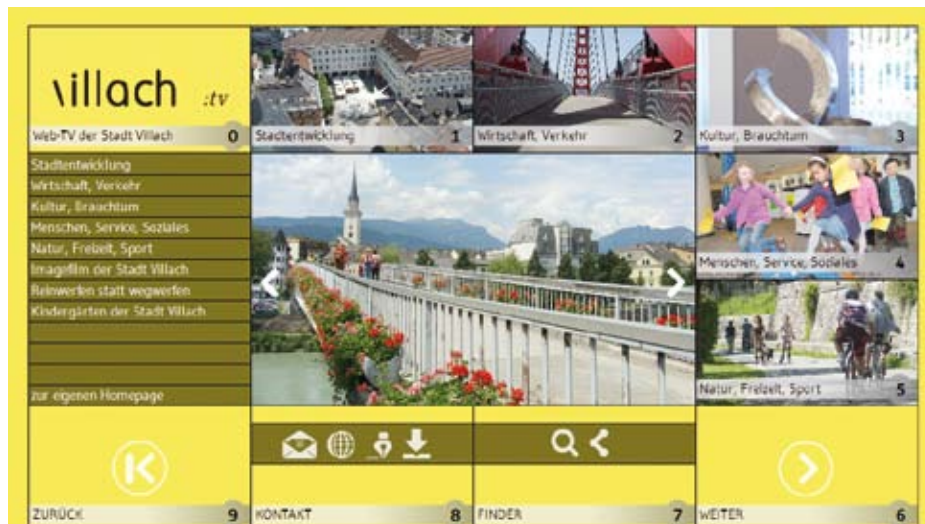 villach :tv
Web-TV der Stadt Villach 0
Stadtentwicklung 1
Wirtschaft, Verkehr 2
Kultur, Brauchtum 3
Stadtentwicklung
Wirtschaft, Verkehr
Kultur, Brauchtum
Menschen, Service, Soziales
Natur, Freizeit, Sport
Imagefilm der Stadt Villach
Reinwerfen statt wegwerfen
Kindergärten der Stadt Villach
zur eigenen Homepage
Menschen, Service, Soziales 4
Natur, Freizeit, Sport 5
ZURÜCK 9
KONTAKT 8
FINDER 7
WEITER 6